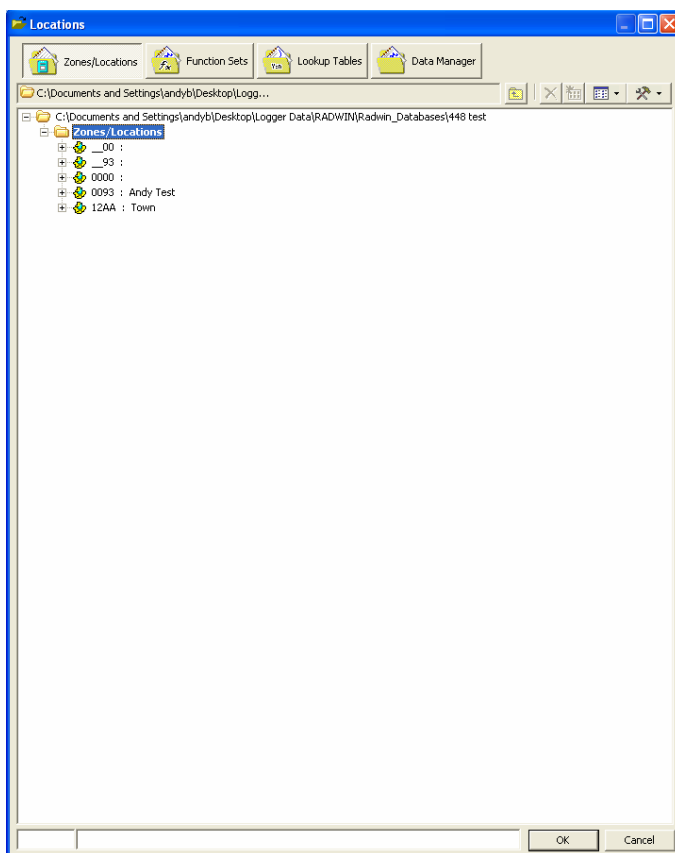 Locations
Zones/Locations Function Sets Lookup Tables Data Manager
C:\Documents and Settings\andyb\Desktop\Logg...
C:\Documents and Settings\andyb\Desktop\Logger Data\RADWIN\Radwin_Databases\448 test
Zones/Locations
__00 :
__93 :
0000 :
0093 : Andy Test
12AA : Town
OK Cancel